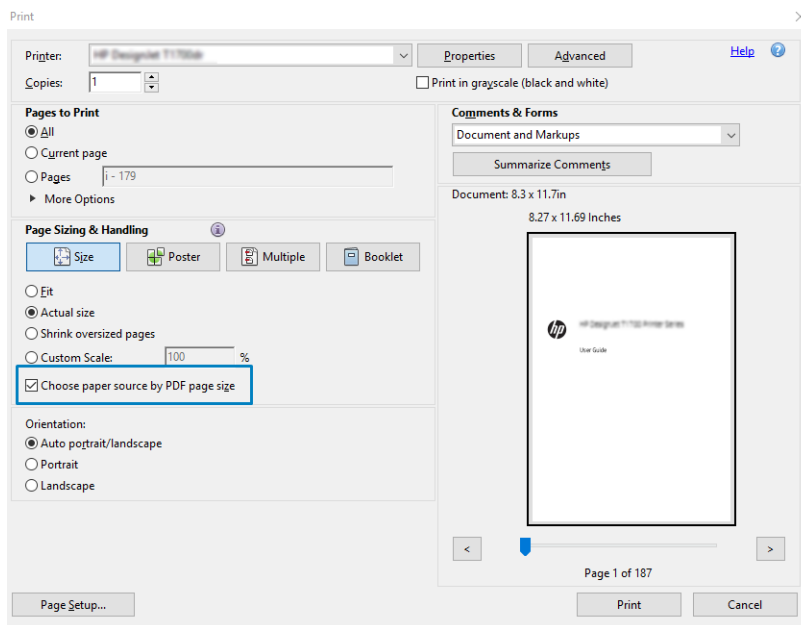 Print
Printer: Properties Advanced Help ?
Copies: 1 Print in grayscale (black and white)
Pages to Print
All
Current page
Pages i - 179
More Options
Comments & Forms
Document and Markups
Summarize Comments
Page Sizing & Handling i
Size Poster Multiple Booklet
Fit
Actual size
Shrink oversized pages
Custom Scale: 100 %
Choose paper source by PDF page size
Orientation:
Auto portrait/landscape
Portrait
Landscape
Document: 8.3 x 11.7in
8.27 x 11.69 Inches
hp
User Guide
< >
Page 1 of 187
Page Setup... Print Cancel